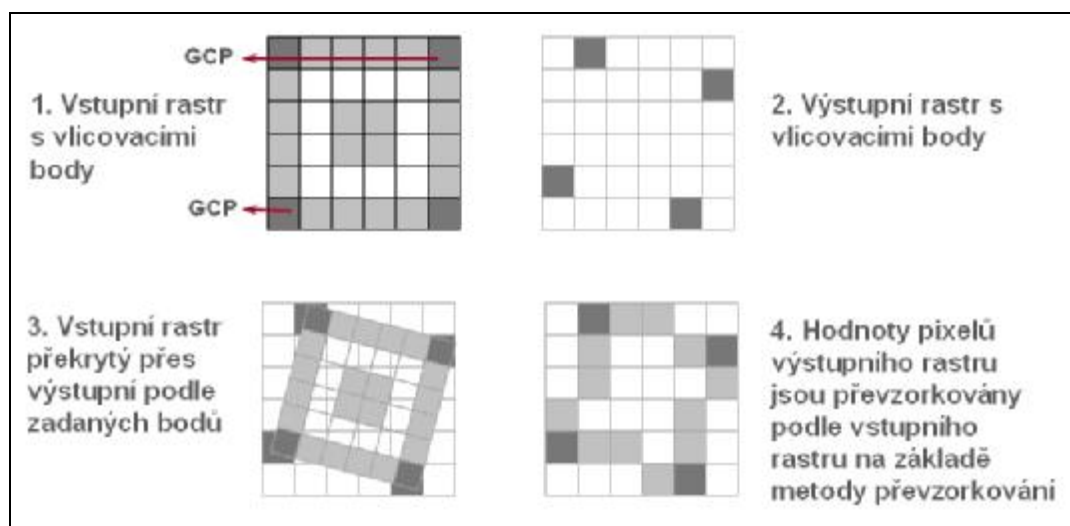 GCP
1. Vstupní rastr
s vlicovacími
body
GCP
2. Výstupní rastr s
vlicovacími body
3. Vstupní rastr
překrytý přes
výstupní podle
zadaných bodů
4. Hodnoty pixelů
výstupního rastru
jsou převzorkovány
podle vstupního
rastru na základě
metody převzorkování